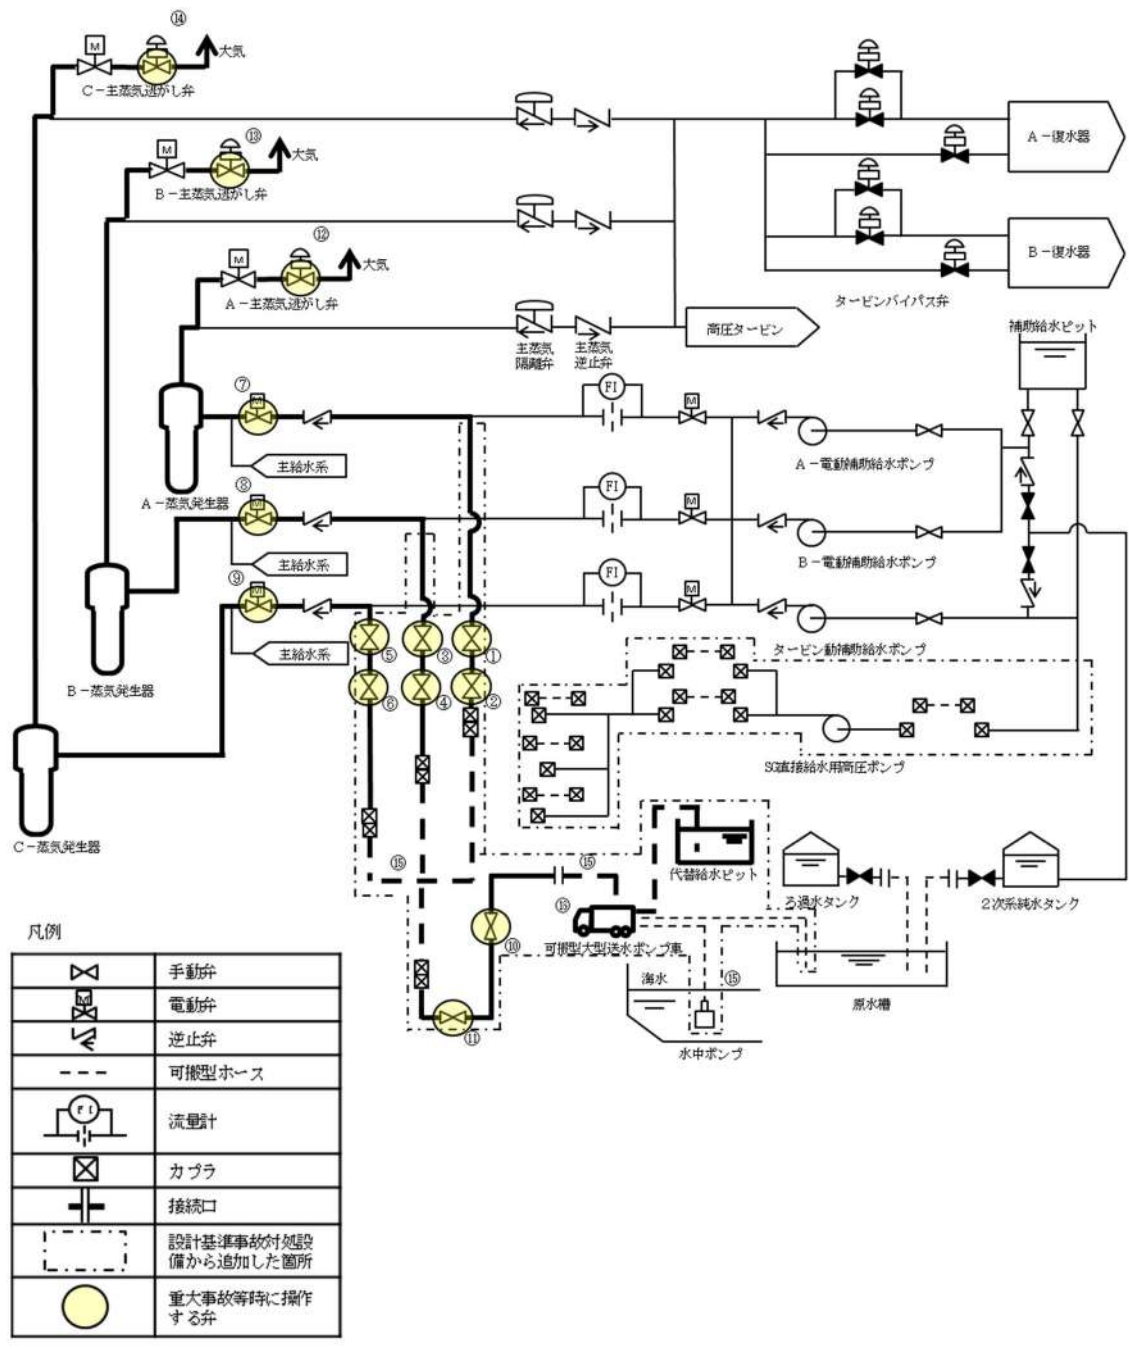 ⑭
M
大気
C-主蒸気逃がし弁
⑬
M
大気
B-主蒸気逃がし弁
⑫
M
大気
A-主蒸気逃がし弁
A-復水器
B-復水器
タービンバイパス弁
高圧タービン
主蒸気
隔離弁
主蒸気
逆止弁
補助給水ピット
⑦
M
FI
M
主給水系
A-電動補助給水ポンプ
A-蒸気発生器
⑧
M
FI
M
主給水系
B-電動補助給水ポンプ
⑨
M
FI
M
主給水系
タービン動補助給水ポンプ
⑤
③
①
⑥
④
②
B-蒸気発生器
SG直接給水用高圧ポンプ
C-蒸気発生器
⑮
⑮
代替給水ピット
ろ過水タンク
2次系純水タンク
⑩
可搬型大型送水ポンプ車
海水
⑮
原水槽
⑪
水中ポンプ
凡例
手動弁
M
電動弁
逆止弁
可搬型ホース
FI
流量計
カプラ
接続口
設計基準事故対処設
備から追加した箇所
重大事故等時に操作
する弁